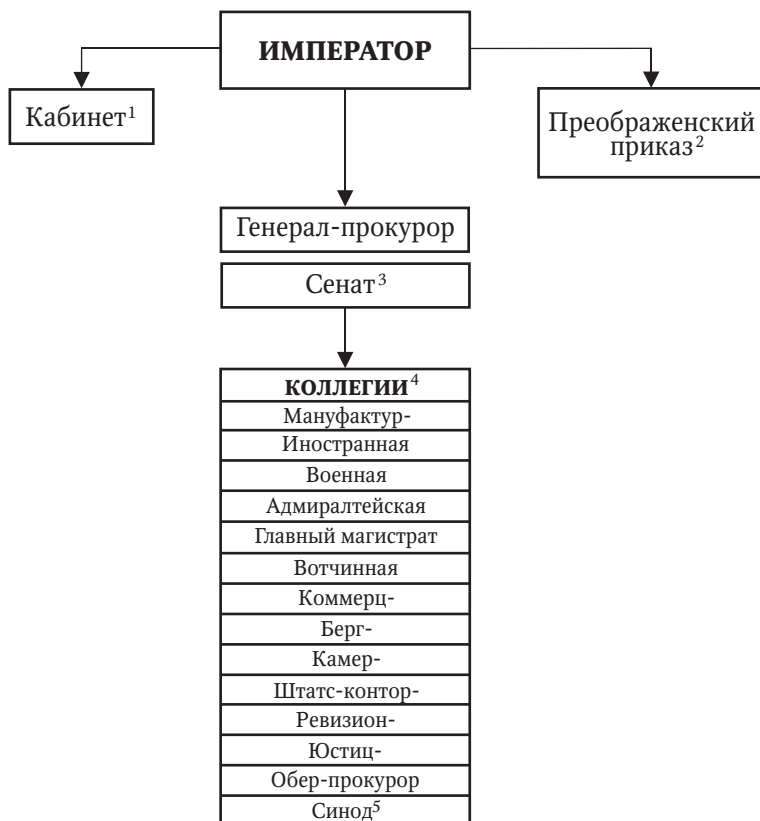 ИМПЕРАТОР
Кабинет¹
Преображенский
приказ²
Генерал-прокурор
Сенат³
КОЛЛЕГИИ⁴
Мануфактур-
Иностранная
Военная
Адмиралтейская
Главный магистрат
Вотчинная
Коммерц-
Берг-
Камер-
Штатс-контор-
Ревизион-
Юстиц-
Обер-прокурор
Синод⁵